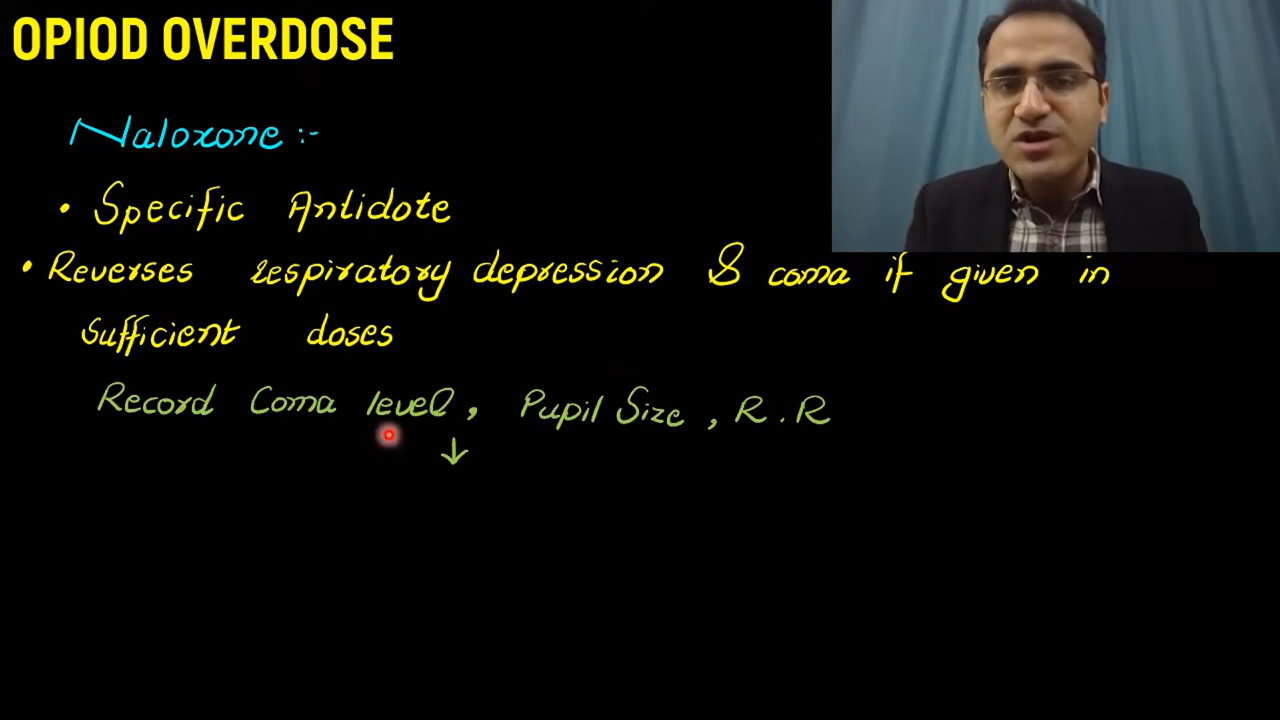 OPIOD OVERDOSE
Naloxone :-
• Specific Antidote
• Reverses respiratory depression & coma if given in
sufficient doses
Record Coma level, Pupil Size, R.R
↓